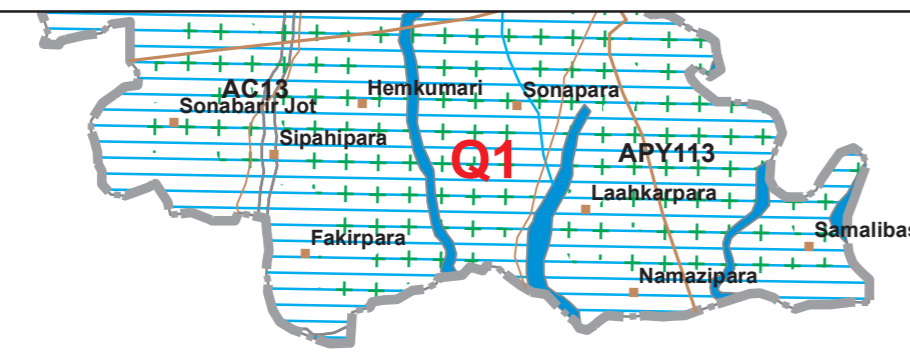 AC13
Hemkumari
Sonapara
Sonabarir Jot
Sipahipara
Q1
APY113
Laahkarpara
Fakirpara
Samalibas
Namazipara